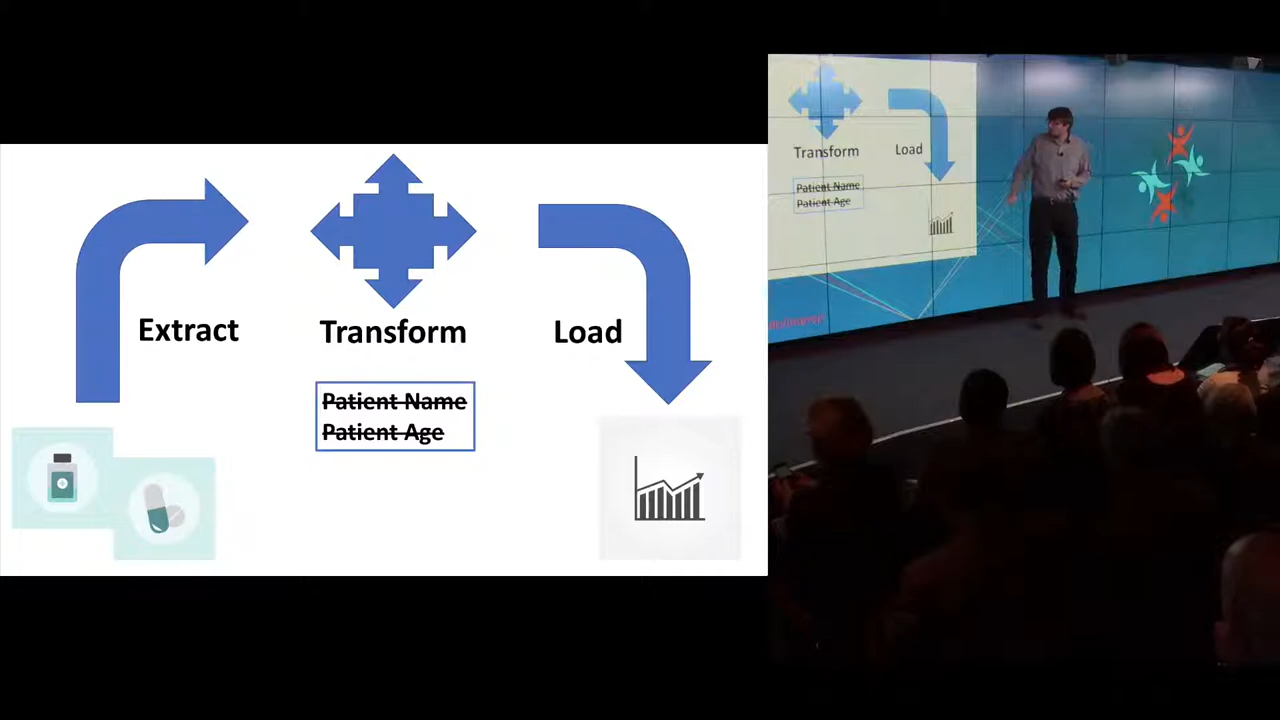 Extract
Transform
Load
Patient Name
Patient Age
Transform
Load
Patient Name
Patient Age